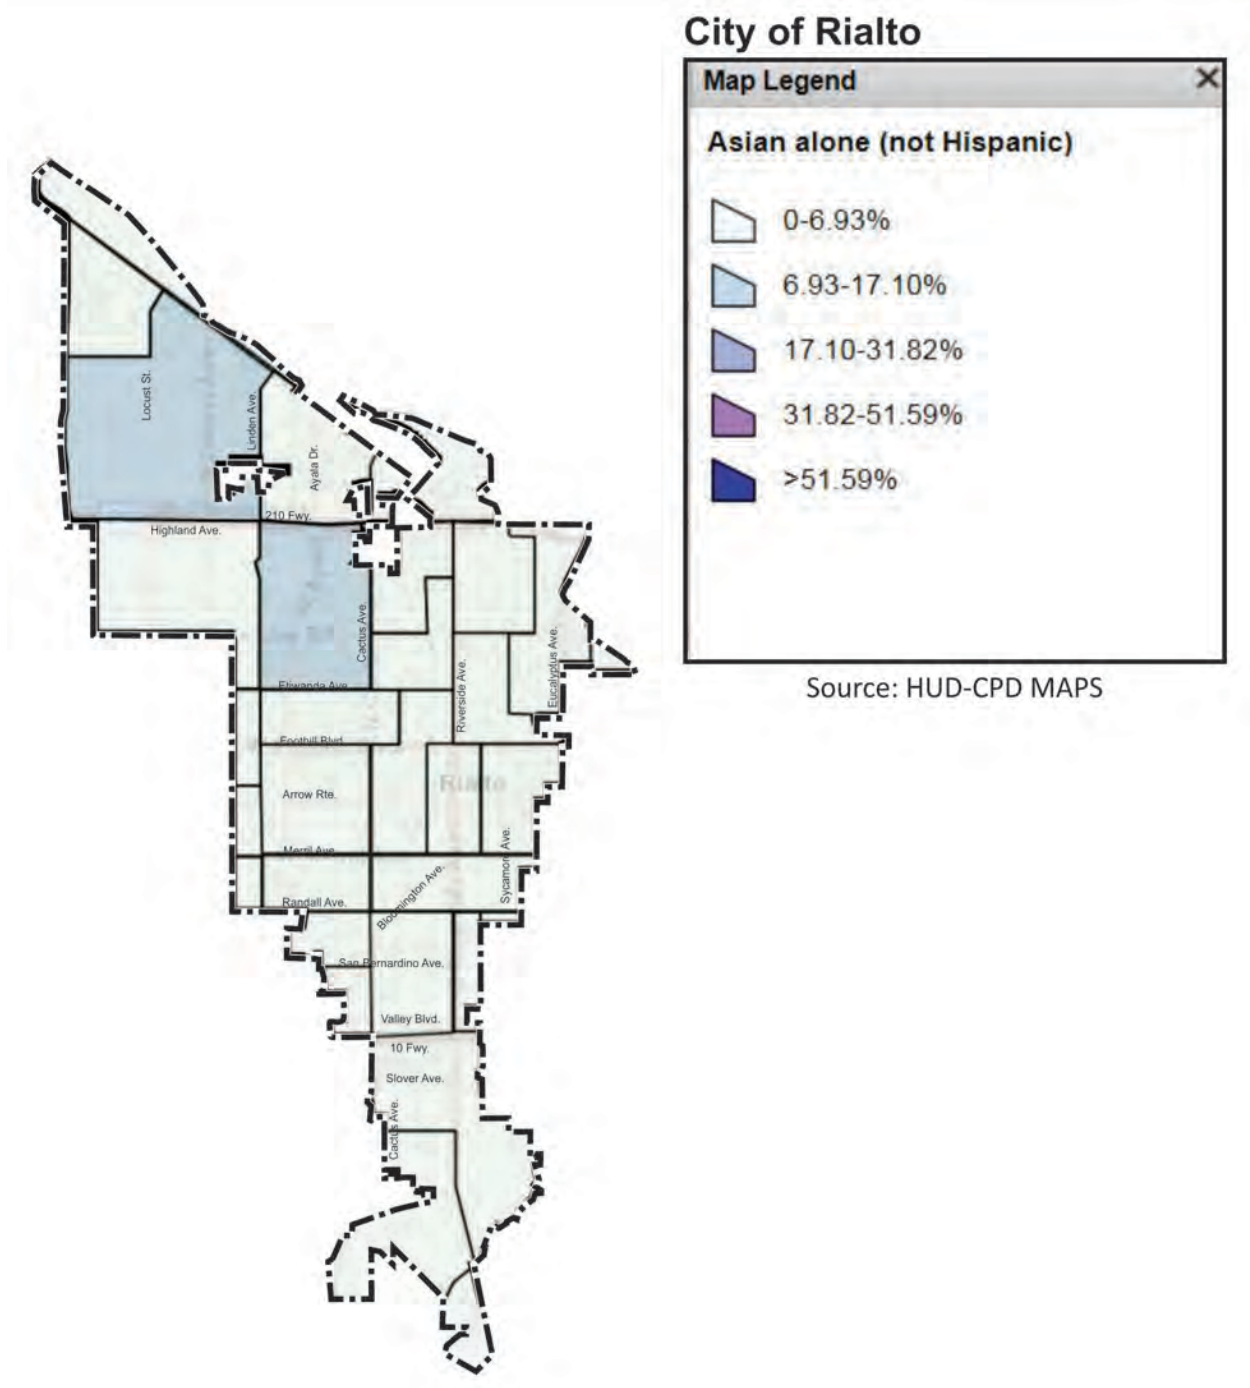 City of Rialto
Map Legend
Asian alone (not Hispanic)
0-6.93%
6.93-17.10%
17.10-31.82%
31.82-51.59%
>51.59%
Source: HUD-CPD MAPS
Locust St.
Linden Ave.
Ayala Dr.
210 Fwy.
Highland Ave.
Cactus Ave.
Eucalyptus Ave.
Riverside Ave.
Etiwanda Ave.
Foothill Blvd.
Rialto
Arrow Rte.
Merril Ave.
Sycamore Ave.
Bloomington Ave.
Randall Ave.
San Bernardino Ave.
Valley Blvd.
10 Fwy.
Slover Ave.
Cactus Ave.